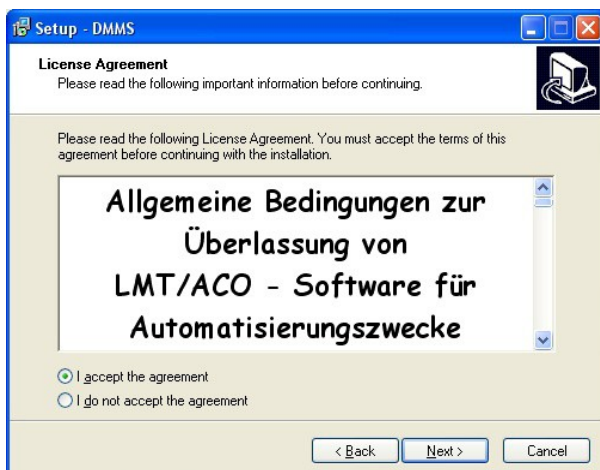 Setup - DMMS
License Agreement
Please read the following important information before continuing.
Please read the following License Agreement. You must accept the terms of this
agreement before continuing with the installation.
Allgemeine Bedingungen zur
Überlassung von
LMT/ACO - Software für
Automatisierungszwecke
I accept the agreement
I do not accept the agreement
< Back Next > Cancel